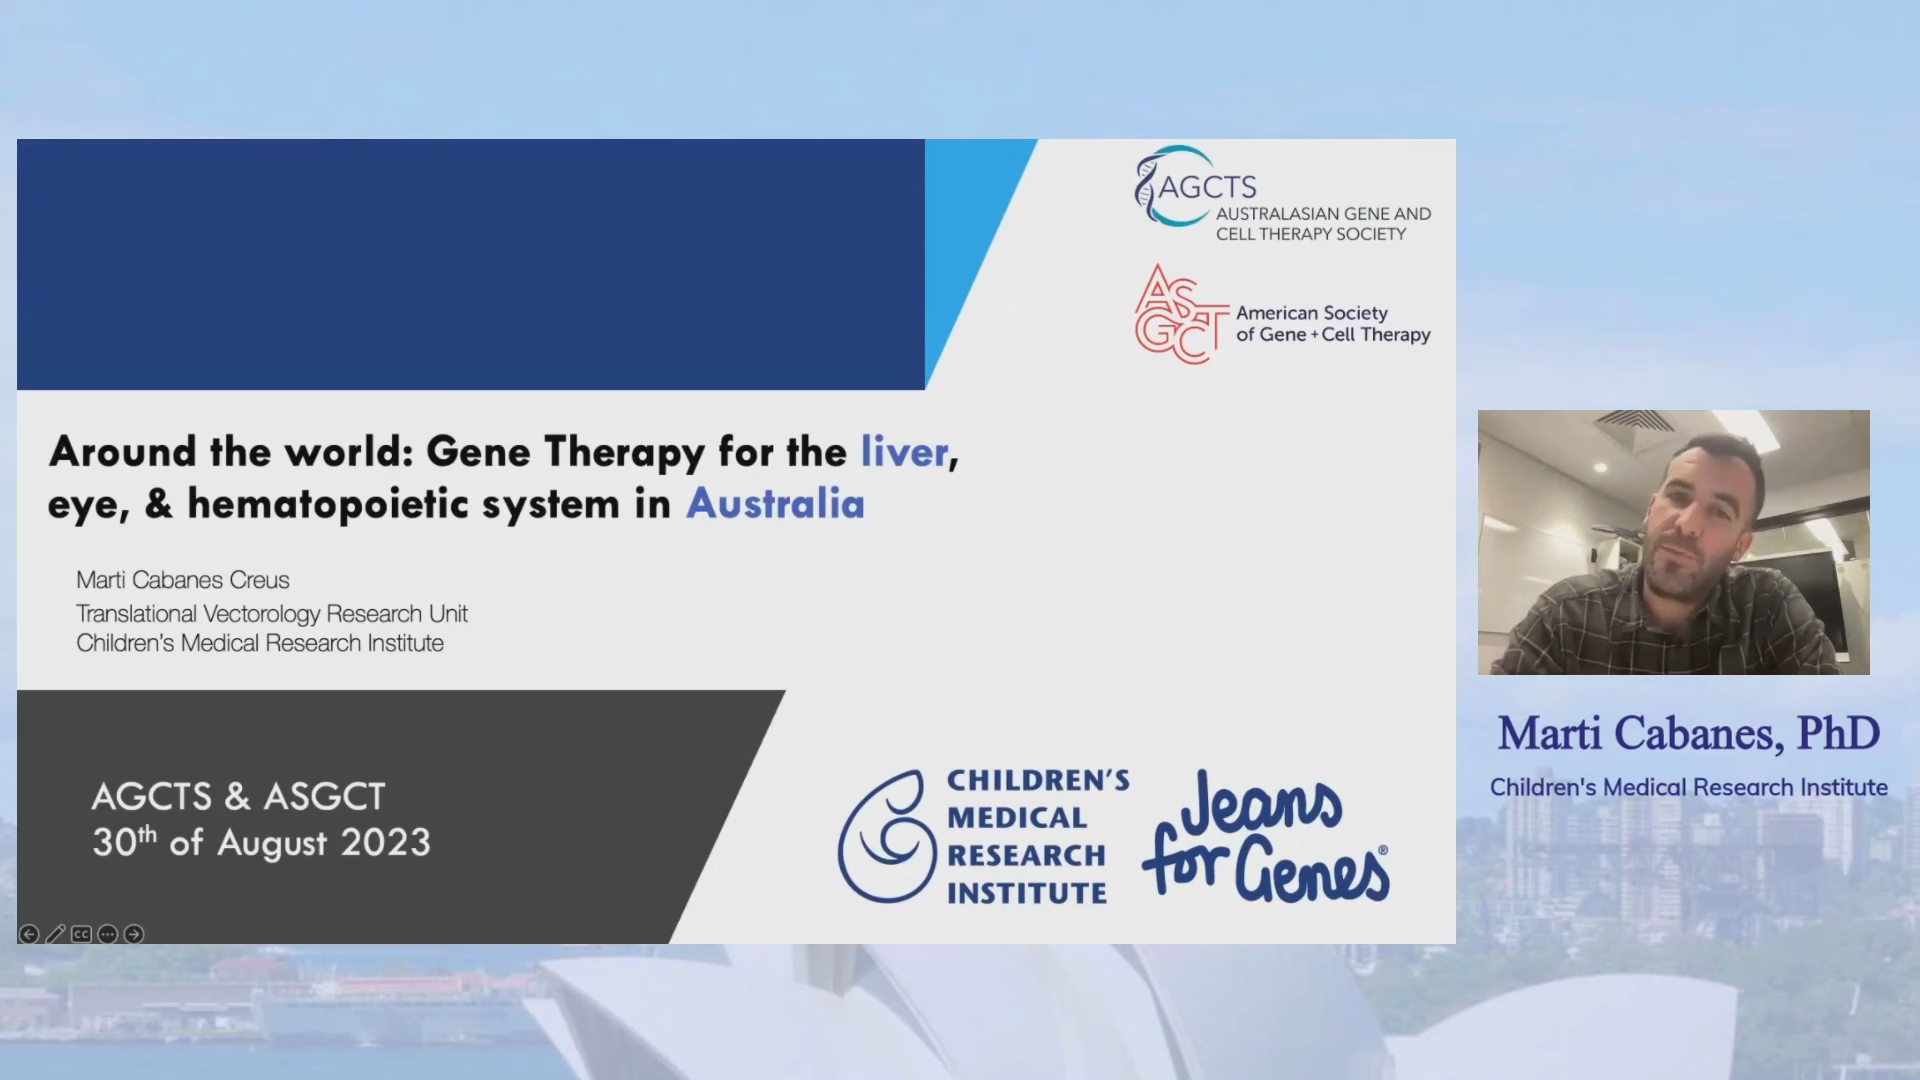 AGCTS
AUSTRALASIAN GENE AND
CELL THERAPY SOCIETY
ASGCT
American Society
of Gene + Cell Therapy
Around the world: Gene Therapy for the liver,
eye, & hematopoietic system in Australia
Marti Cabanes Creus
Translational Vectorology Research Unit
Children's Medical Research Institute
AGCTS & ASGCT
30th of August 2023
CHILDREN'S
MEDICAL
RESEARCH
INSTITUTE
Jeans
for Genes®
CC
Marti Cabanes, PhD
Children's Medical Research Institute